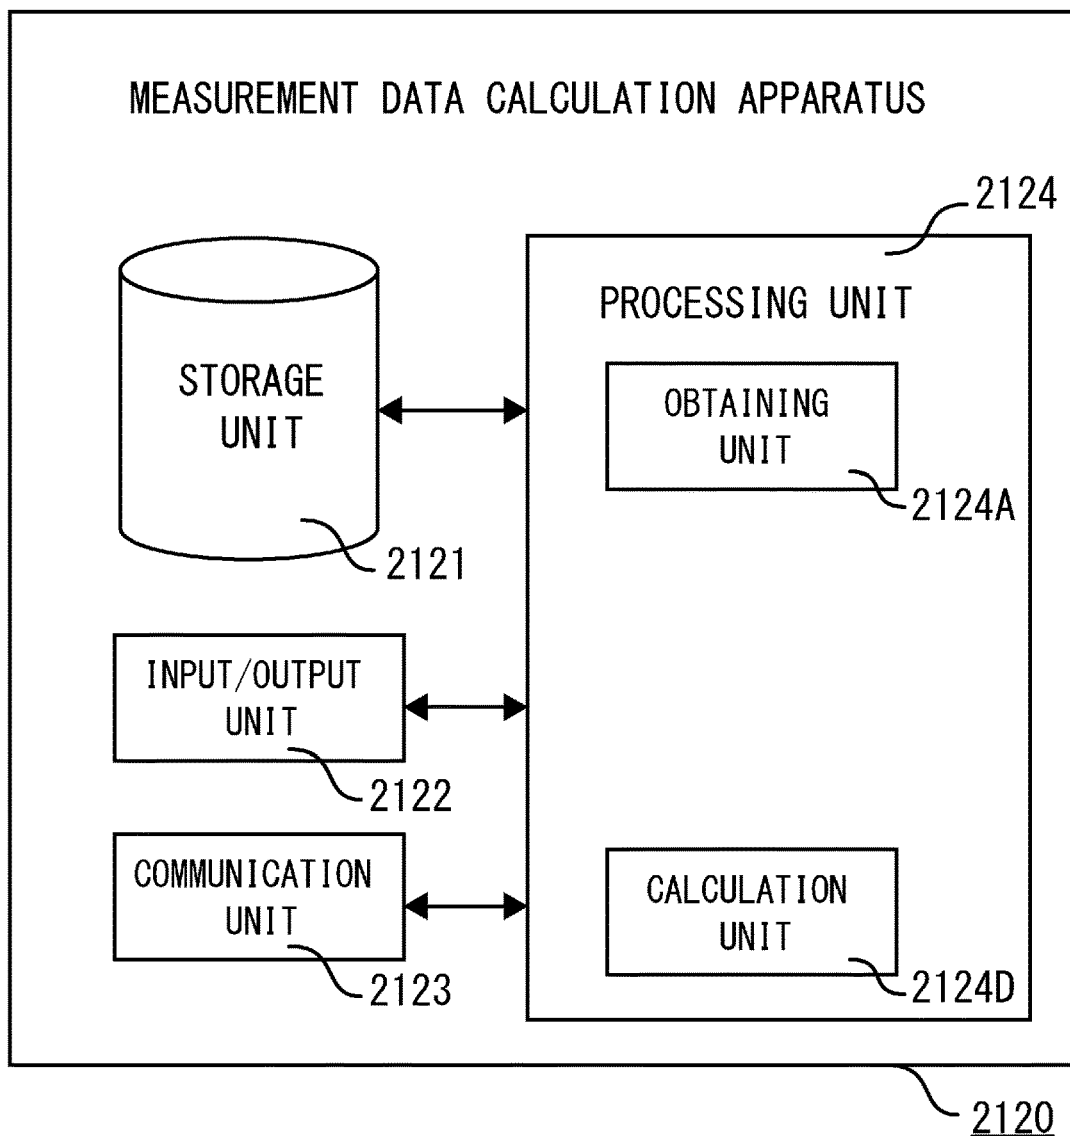 MEASUREMENT DATA CALCULATION APPARATUS
2124
PROCESSING UNIT
STORAGE
UNIT
2121
OBTAINING
UNIT
2124A
INPUT/OUTPUT
UNIT
2122
COMMUNICATION
UNIT
2123
CALCULATION
UNIT
2124D
2120